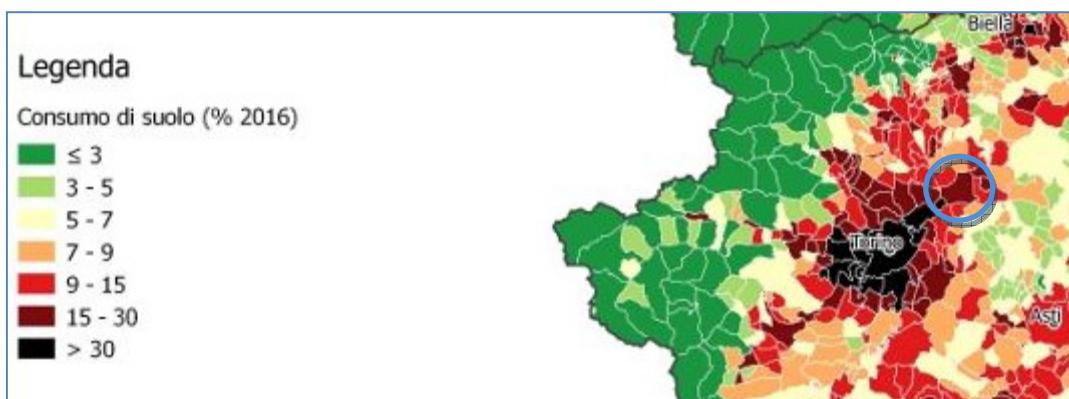 Biella
Legenda
Consumo di suolo (% 2016)
≤ 3
3 - 5
5 - 7
7 - 9
9 - 15
15 - 30
> 30
Torino
Asti